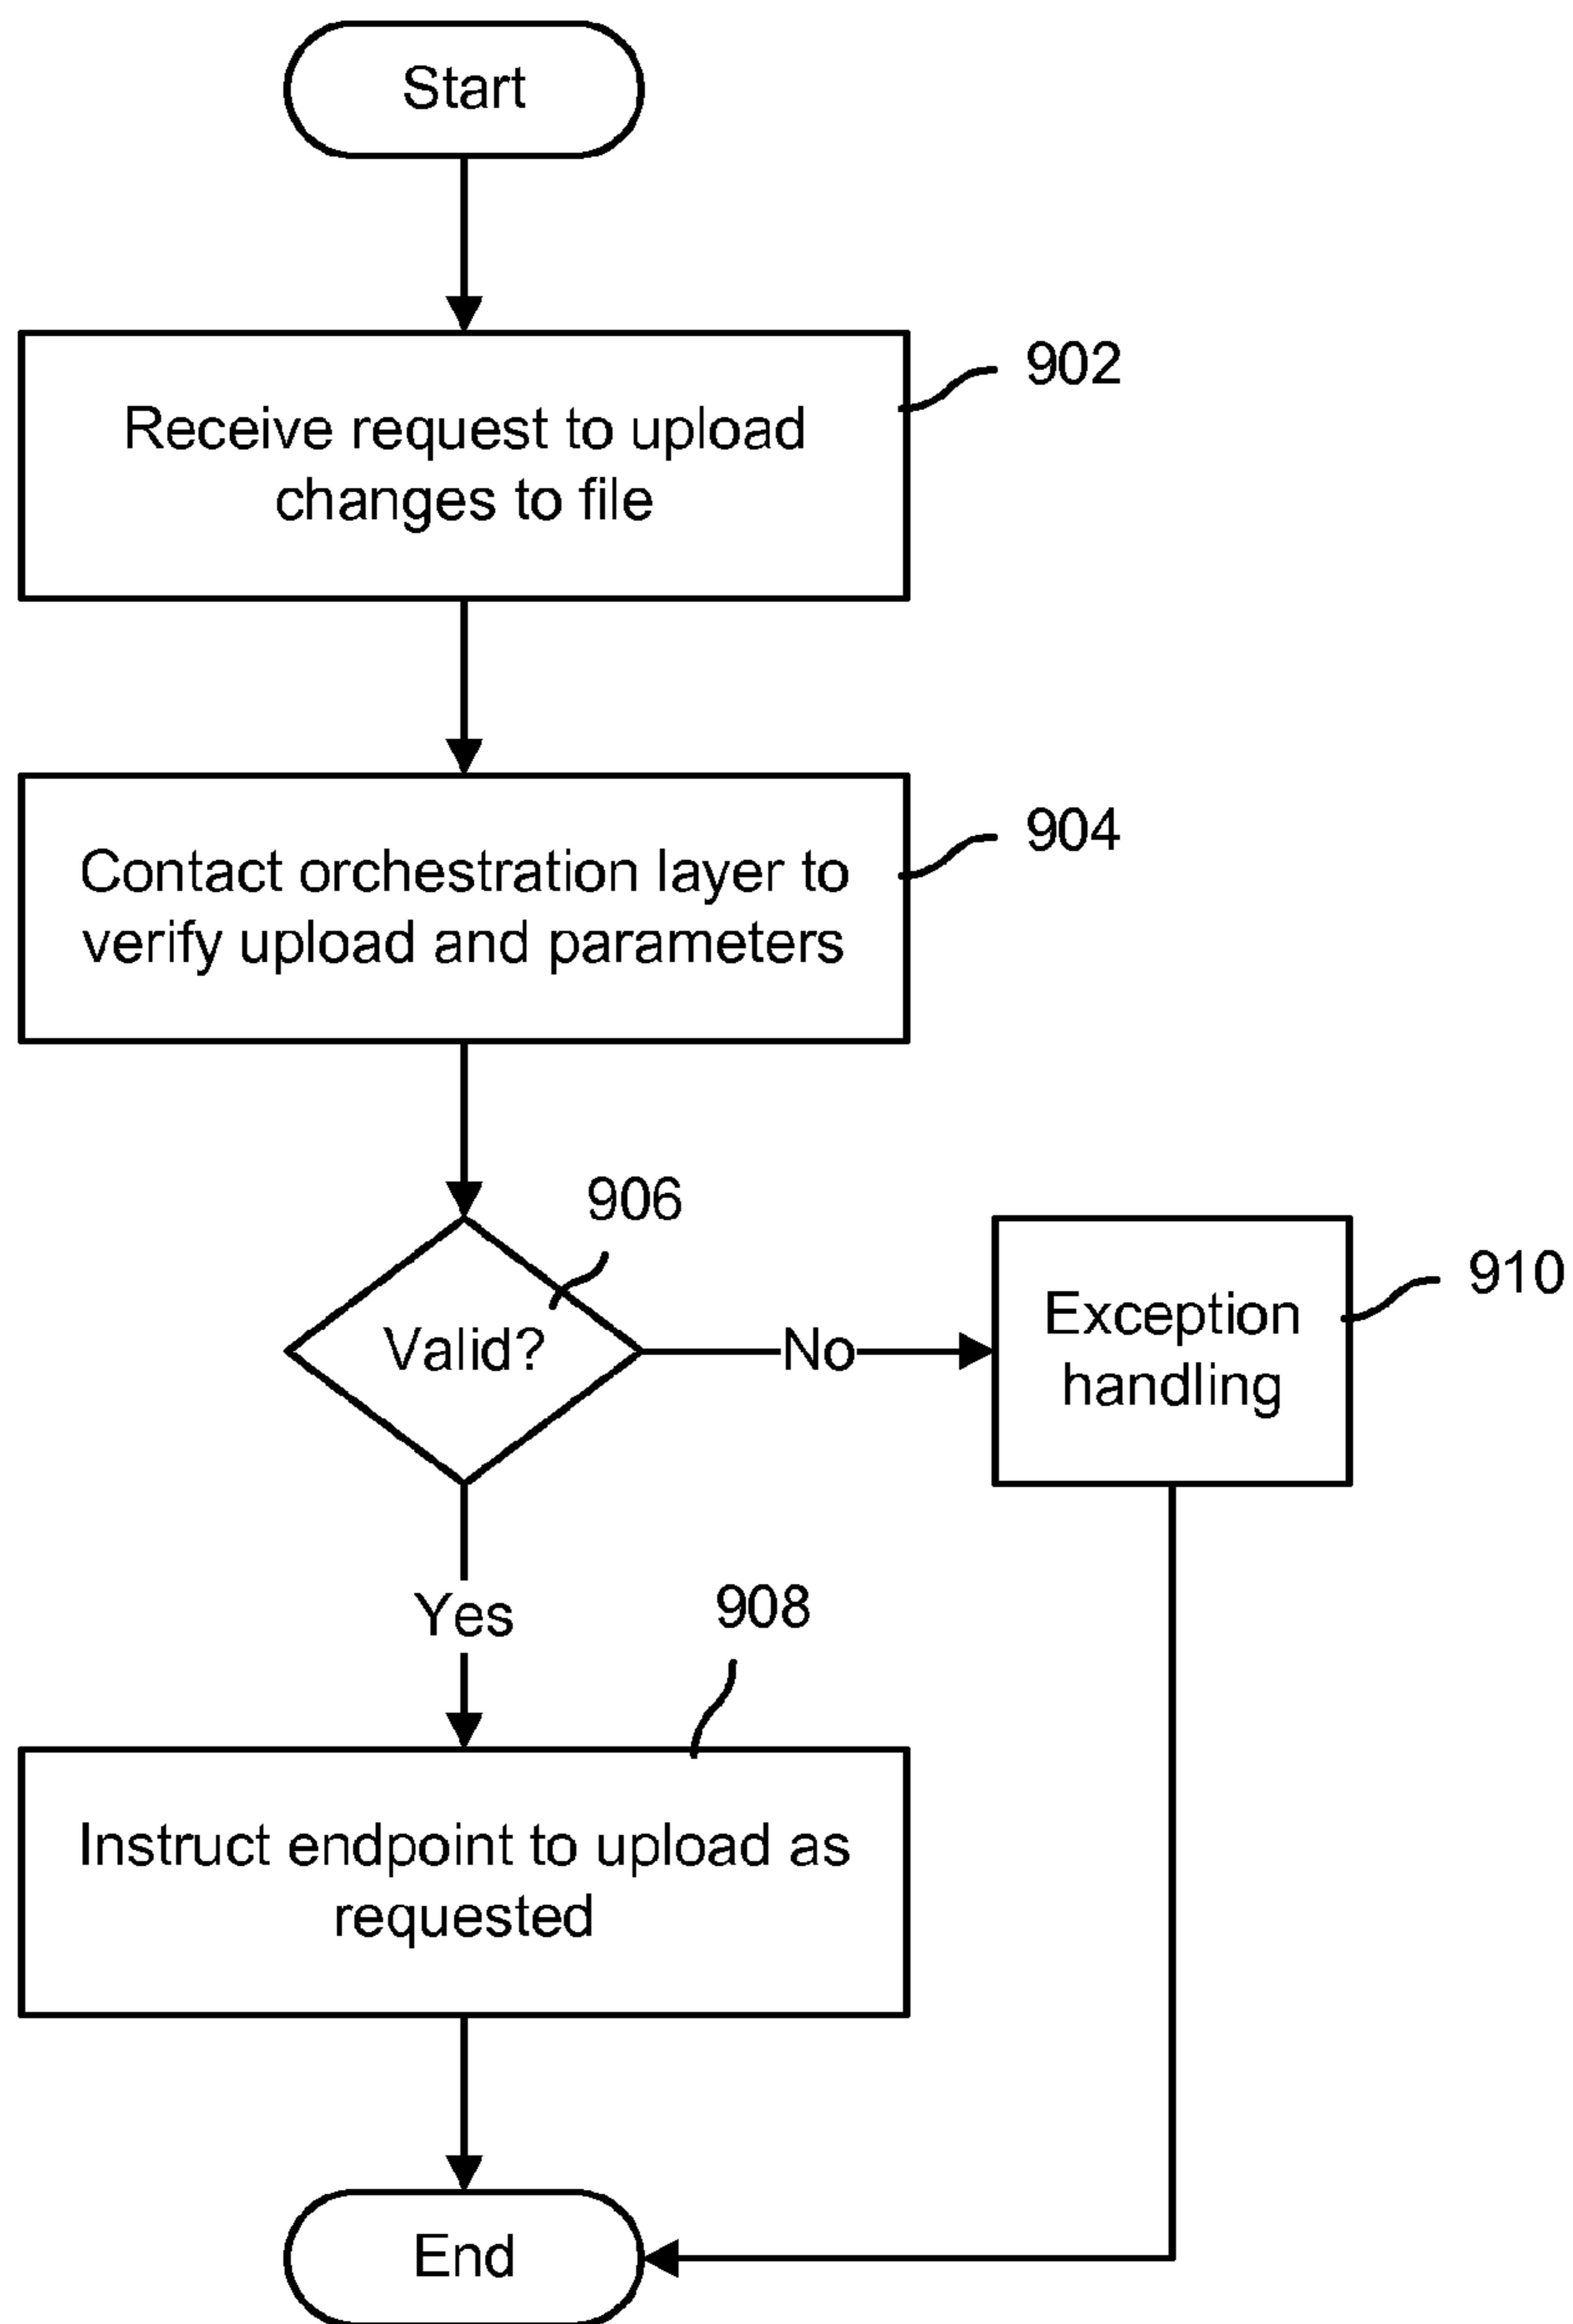 Start
902
Receive request to upload
changes to file
904
Contact orchestration layer to
verify upload and parameters
906
Valid?
No
910
Exception
handling
Yes
908
Instruct endpoint to upload as
requested
End